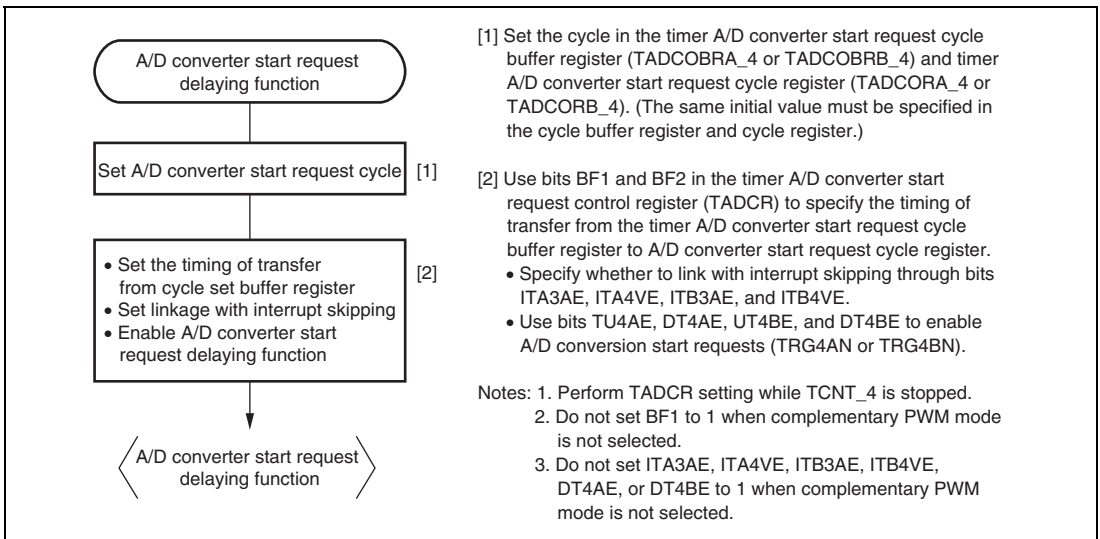 A/D converter start request
delaying function
Set A/D converter start request cycle
[1]
• Set the timing of transfer
from cycle set buffer register
• Set linkage with interrupt skipping
• Enable A/D converter start
request delaying function
[2]
A/D converter start request
delaying function
[1] Set the cycle in the timer A/D converter start request cycle
buffer register (TADCOBRA_4 or TADCOBRB_4) and timer
A/D converter start request cycle register (TADCORA_4 or
TADCORB_4). (The same initial value must be specified in
the cycle buffer register and cycle register.)
[2] Use bits BF1 and BF2 in the timer A/D converter start
request control register (TADCR) to specify the timing of
transfer from the timer A/D converter start request cycle
buffer register to A/D converter start request cycle register.
• Specify whether to link with interrupt skipping through bits
ITA3AE, ITA4VE, ITB3AE, and ITB4VE.
• Use bits TU4AE, DT4AE, UT4BE, and DT4BE to enable
A/D conversion start requests (TRG4AN or TRG4BN).
Notes: 1. Perform TADCR setting while TCNT_4 is stopped.
2. Do not set BF1 to 1 when complementary PWM mode
is not selected.
3. Do not set ITA3AE, ITA4VE, ITB3AE, ITB4VE,
DT4AE, or DT4BE to 1 when complementary PWM
mode is not selected.